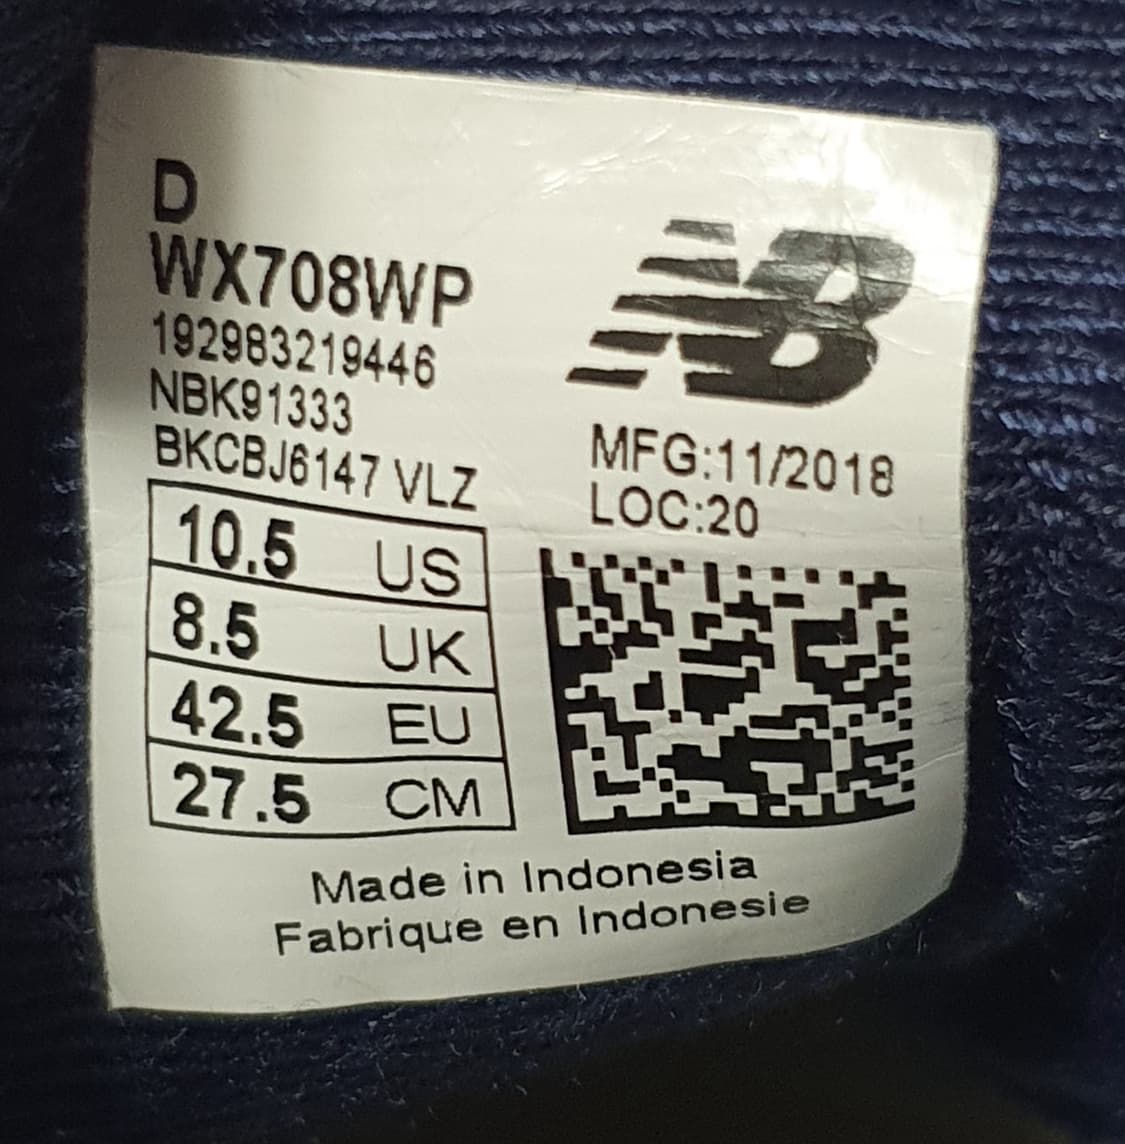 D
WX708WP
192983219446
NBK91333
BKCBJ6147 VLZ
NB
MFG:11/2018
LOC:20
10.5 US
8.5 UK
42.5 EU
27.5 CM
Made in Indonesia
Fabrique en Indonesie